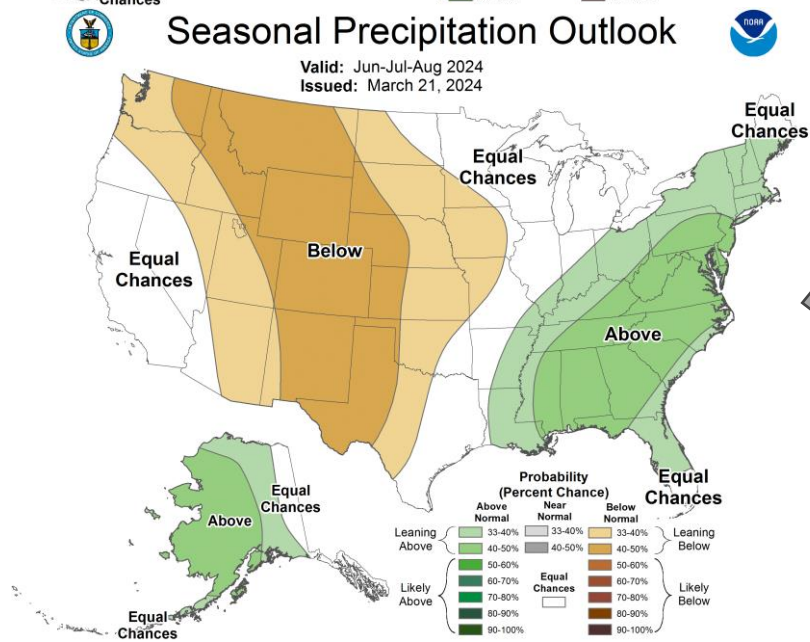 Chances
Seasonal Precipitation Outlook
NOAA
Valid: Jun-Jul-Aug 2024
Issued: March 21, 2024
Equal
Chances
Equal
Chances
Equal
Chances
Below
Above
Equal
Chances
Above
Equal
Chances
Equal
Chances
Probability
(Percent Chance)
Above
Normal
Near
Normal
Below
Normal
Leaning
Above
33-40%
33-40%
33-40%
Leaning
Below
40-50%
40-50%
40-50%
Likely
Above
50-60%
50-60%
Likely
Below
60-70%
60-70%
Equal
Chances
70-80%
70-80%
80-90%
80-90%
90-100%
90-100%